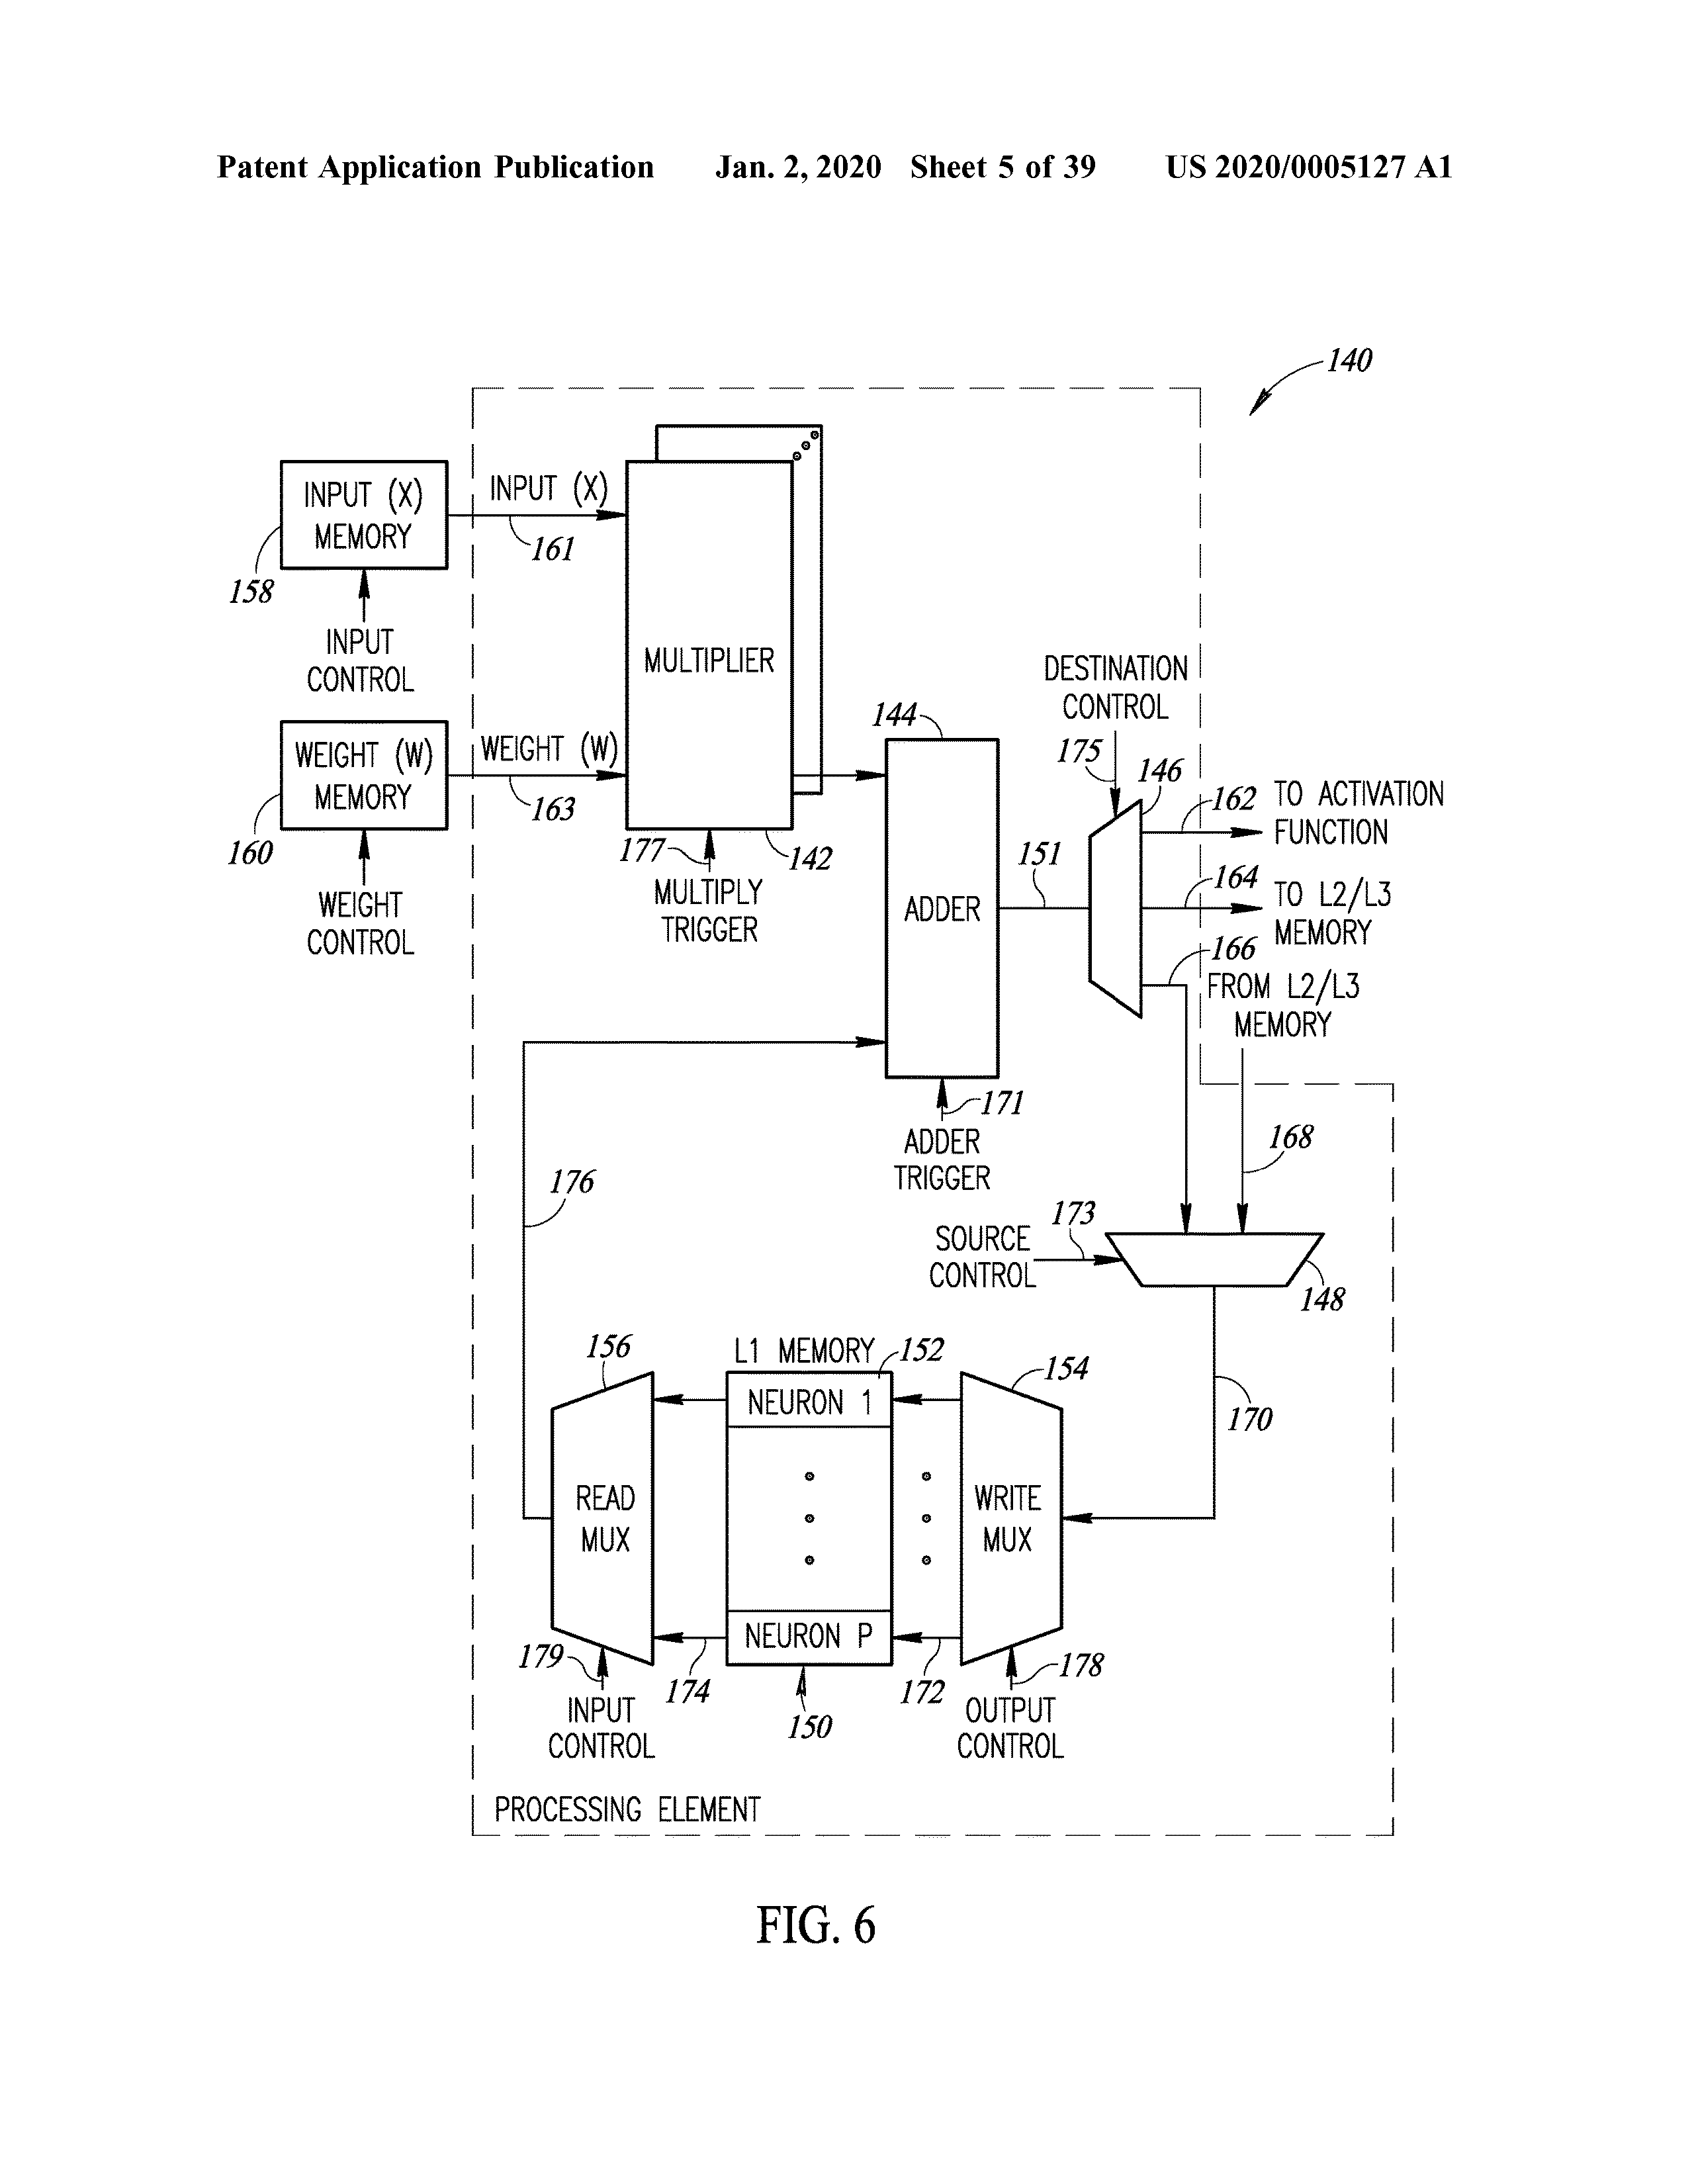 Patent Application Publication Jan. 2, 2020 Sheet 5 of 39 US 2020/0005127 A1
140
INPUT (X)
MEMORY
158
INPUT
CONTROL
INPUT (X)
161
WEIGHT (W)
MEMORY
160
WEIGHT
CONTROL
WEIGHT (W)
163
MULTIPLIER
177
142
MULTIPLY
TRIGGER
144
ADDER
171
ADDER
TRIGGER
151
DESTINATION
CONTROL
175
146
162
TO ACTIVATION
FUNCTION
164
TO L2/L3
MEMORY
166
FROM L2/L3
MEMORY
168
176
SOURCE
CONTROL
173
148
170
156
READ
MUX
179
INPUT
CONTROL
L1 MEMORY
152
NEURON 1
NEURON P
174
150
172
154
WRITE
MUX
178
OUTPUT
CONTROL
PROCESSING ELEMENT
FIG. 6